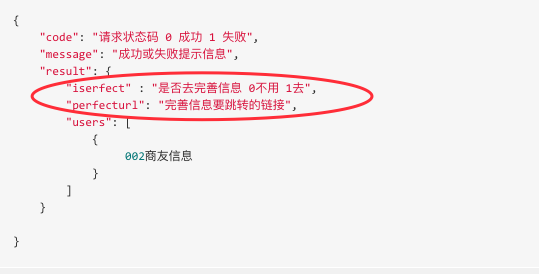 {
"code": "请求状态码 0 成功 1 失败",
"message": "成功或失败提示信息",
"result": {
"iserfect" : "是否去完善信息 0不用 1去",
"perfecturl": "完善信息要跳转的链接",
"users": [
{
002商友信息
}
]
}
}